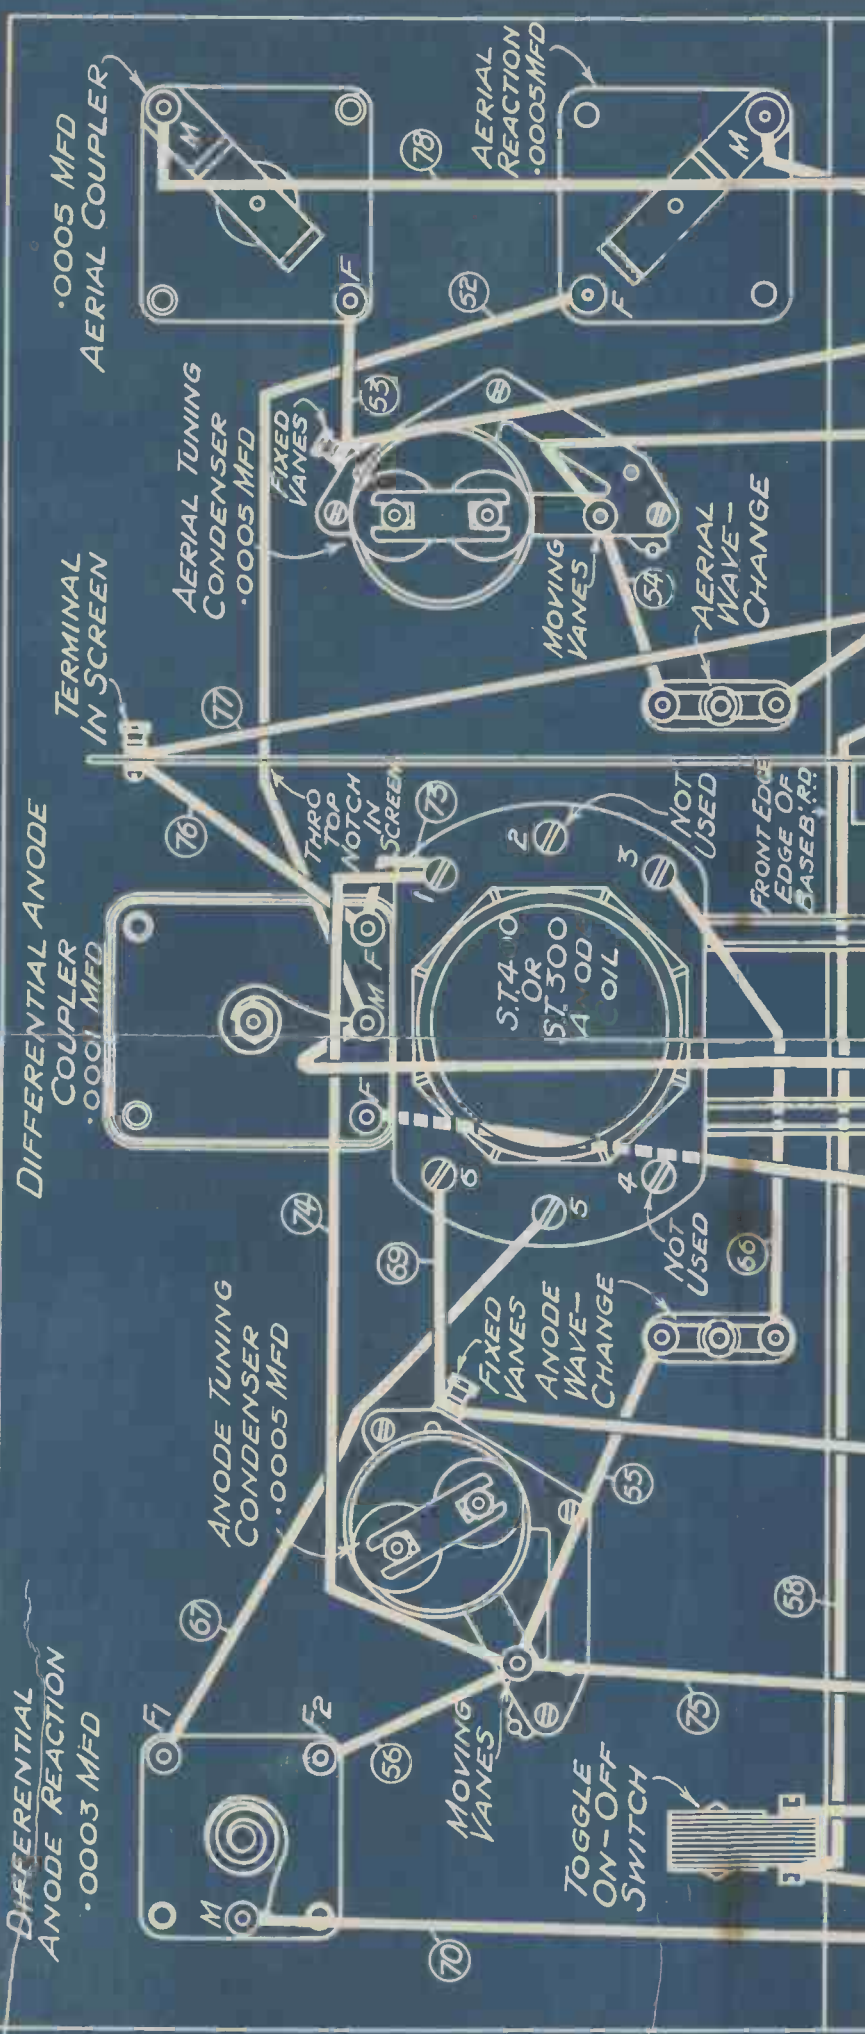 DIFFERENTIAL
ANODE REACTION
.0003 MFD
DIFFERENTIAL ANODE
COUPLER
.0001 MFD
TERMINAL
IN SCREEN
.0005 MFD
AERIAL COUPLER
M
F
78
AERIAL
REACTION
.0005 MFD
M
F
52
53
AERIAL TUNING
CONDENSER
.0005 MFD
FIXED
VANES
MOVING
VANES
54
AERIAL
WAVE-
CHANGE
77
76
THRO
TOP
NOTCH
IN
SCREEN
73
1
2
NOT
USED
3
FRONT EDGE
EDGE OF
BASEB'RD.
F
M
F
S.T.400
OR
S.T.300
OIL
6
5
4
NOT
USED
66
74
69
ANODE TUNING
CONDENSER
.0005 MFD
FIXED
VANES
ANODE
WAVE-
CHANGE
55
67
F1
F2
M
56
MOVING
VANES
75
58
TOGGLE
ON-OFF
SWITCH
70